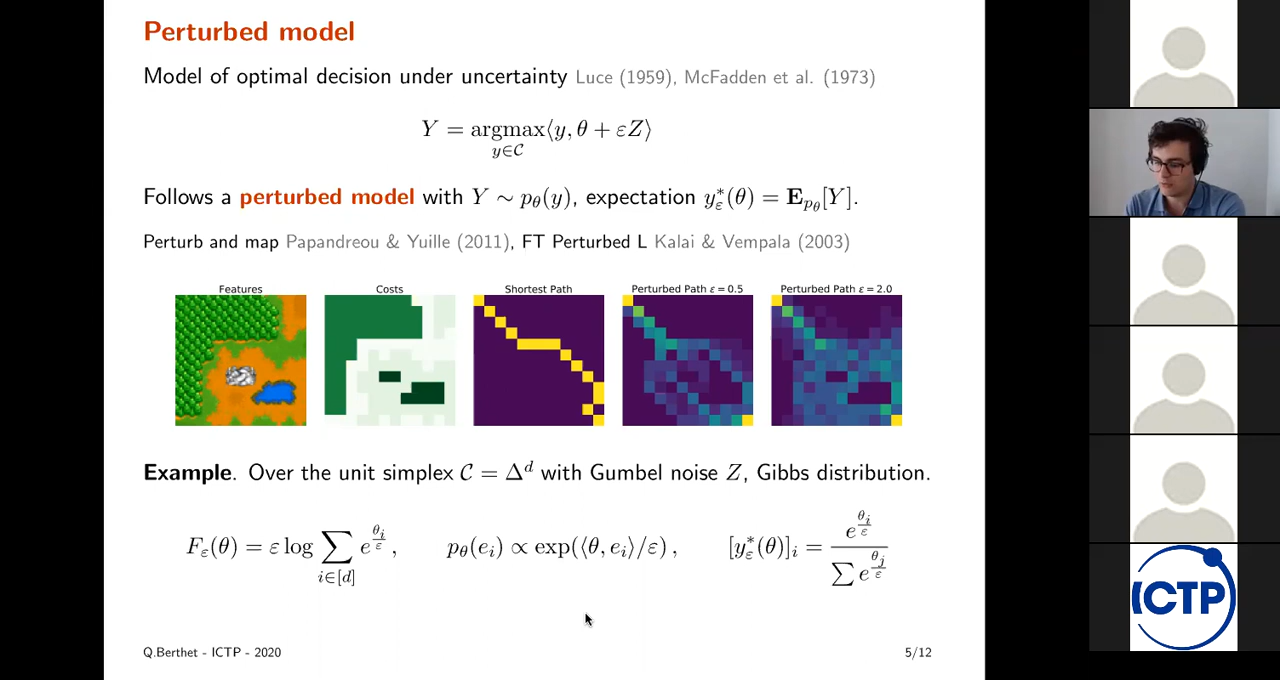 Perturbed model
Model of optimal decision under uncertainty Luce (1959), McFadden et al. (1973)
Y = argmax⟨y, θ + εZ⟩
y∈𝒞
Follows a perturbed model with Y ∼ p_θ(y), expectation y*_ε(θ) = E_{p_θ}[Y].
Perturb and map Papandreou & Yuille (2011), FT Perturbed L Kalai & Vempala (2003)
Features Costs Shortest Path Perturbed Path ε = 0.5 Perturbed Path ε = 2.0
Example. Over the unit simplex 𝒞 = Δ^d with Gumbel noise Z, Gibbs distribution.
F_ε(θ) = ε log ∑_{i∈[d]} e^{θ_i/ε}, p_θ(e_i) ∝ exp(⟨θ, e_i⟩/ε), [y*_ε(θ)]_i = e^{θ_i/ε} / ∑ e^{θ_j/ε}
Q.Berthet - ICTP - 2020 5/12
ICTP